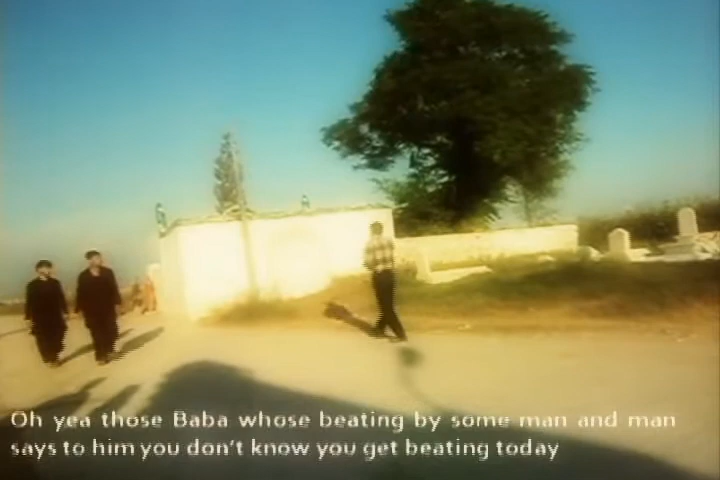 Oh yea those Baba whose beating by some man and man
says to him you don't know you get beating today